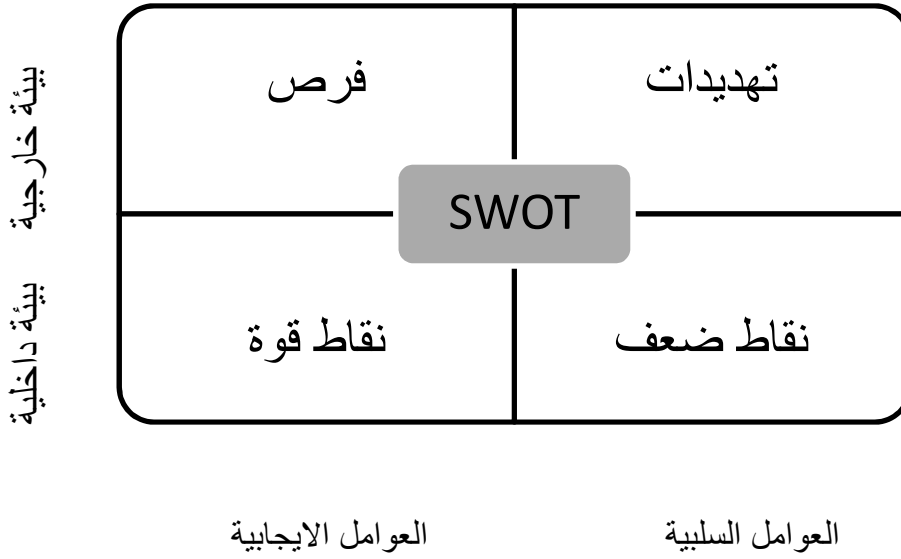 تهديدات
فرص
بيئة خارجية
SWOT
نقاط ضعف
نقاط قوة
بيئة داخلية
العوامل السلبية
العوامل الايجابية